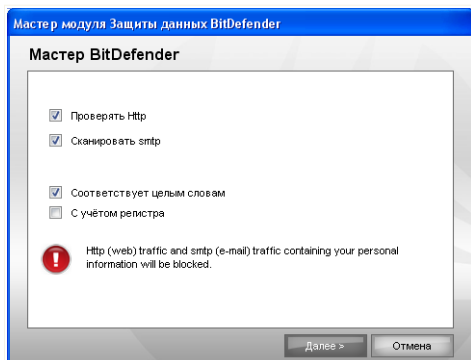 Мастер модуля Защиты данных BitDefender
Мастер BitDefender
Проверять Http
Сканировать smtp
Соответствует целым словам
С учётом регистра
Http (web) traffic and smtp (e-mail) traffic containing your personal
information will be blocked.
Далее >
Отмена